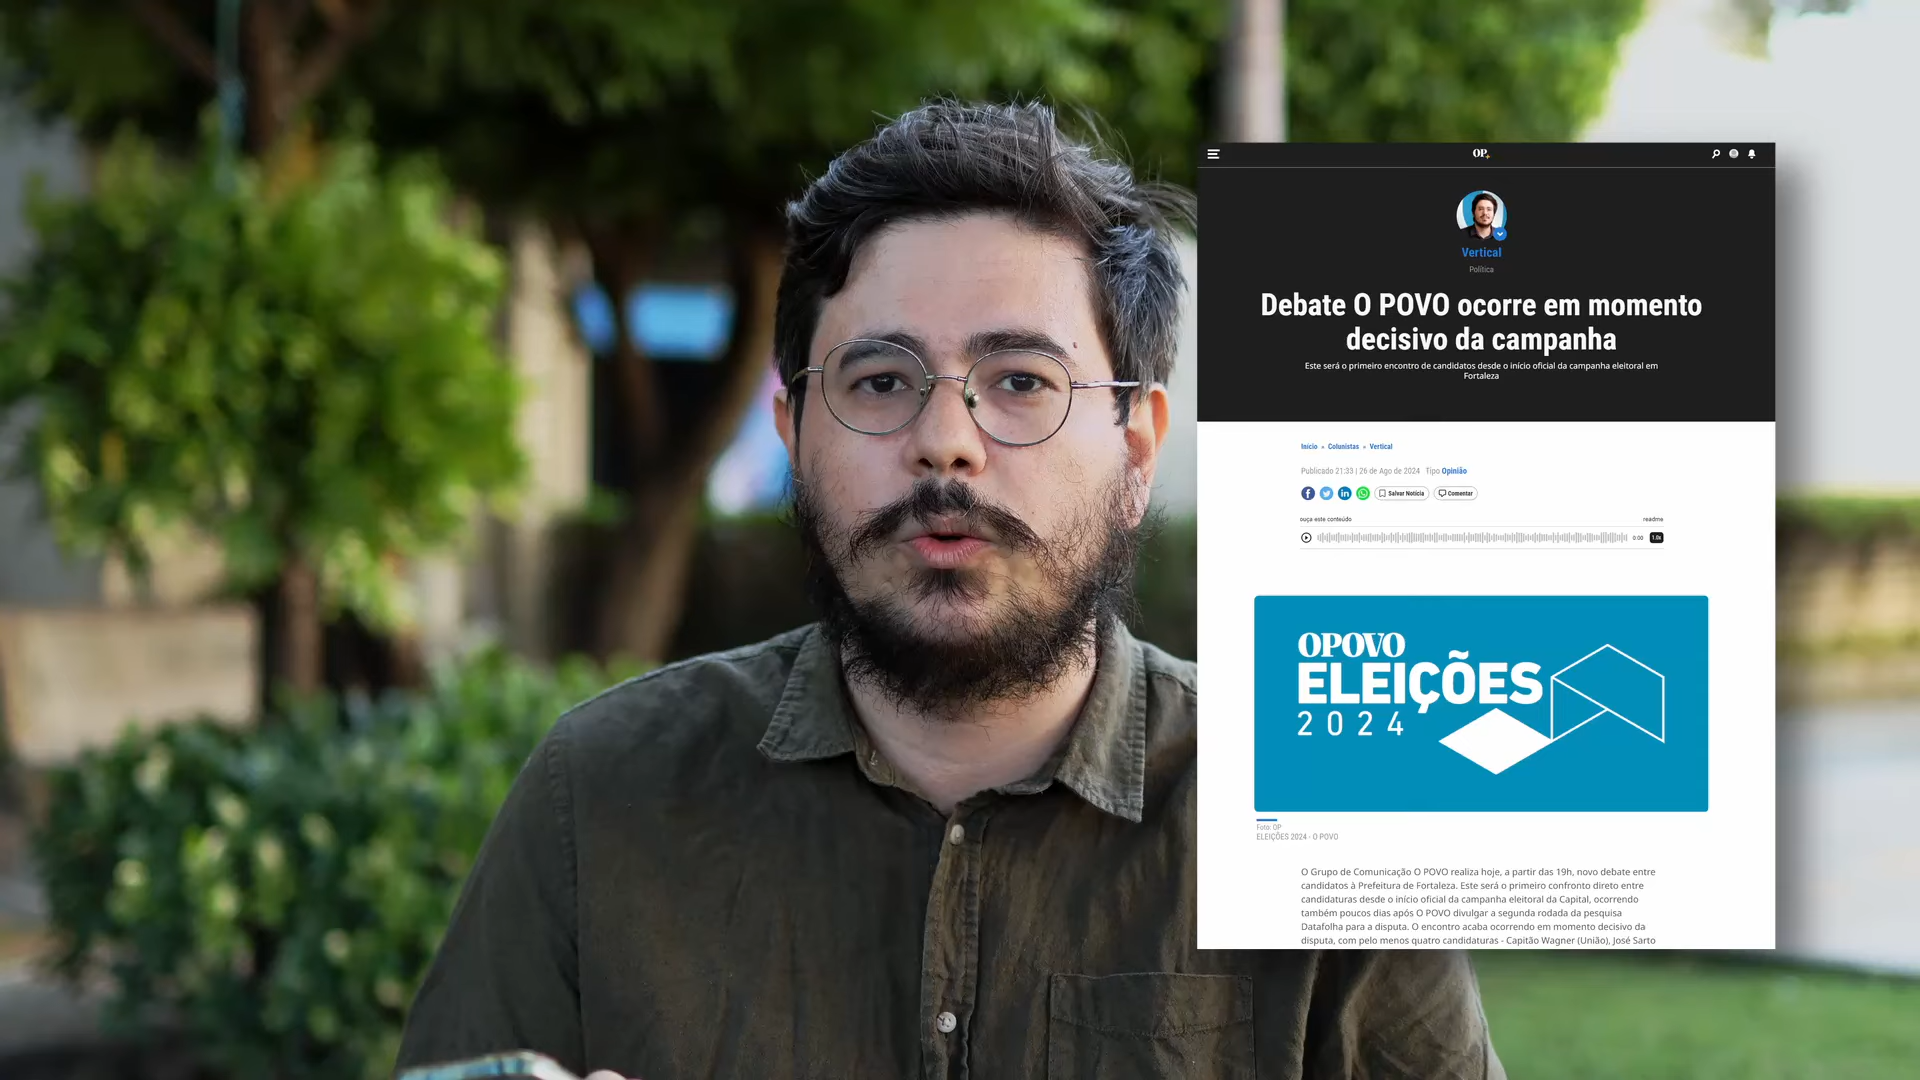 OP+
Vertical
Política
Debate O POVO ocorre em momento
decisivo da campanha
Este será o primeiro encontro de candidatos desde o início oficial da campanha eleitoral em
Fortaleza
Início » Colunistas » Vertical
Publicado 21:33 | 26 de Ago de 2024 Tipo Opinião
Salvar Notícia Comentar
ouça este conteúdo readme
0:00 1.0x
OPOVO
ELEIÇÕES
2024
Foto: OP
ELEIÇÕES 2024 - O POVO
O Grupo de Comunicação O POVO realiza hoje, a partir das 19h, novo debate entre
candidatos à Prefeitura de Fortaleza. Este será o primeiro confronto direto entre
candidaturas desde o início oficial da campanha eleitoral da Capital, ocorrendo
também poucos dias após O POVO divulgar a segunda rodada da pesquisa
Datafolha para a disputa. O encontro acaba ocorrendo em momento decisivo da
disputa, com pelo menos quatro candidaturas - Capitão Wagner (União), José Sarto